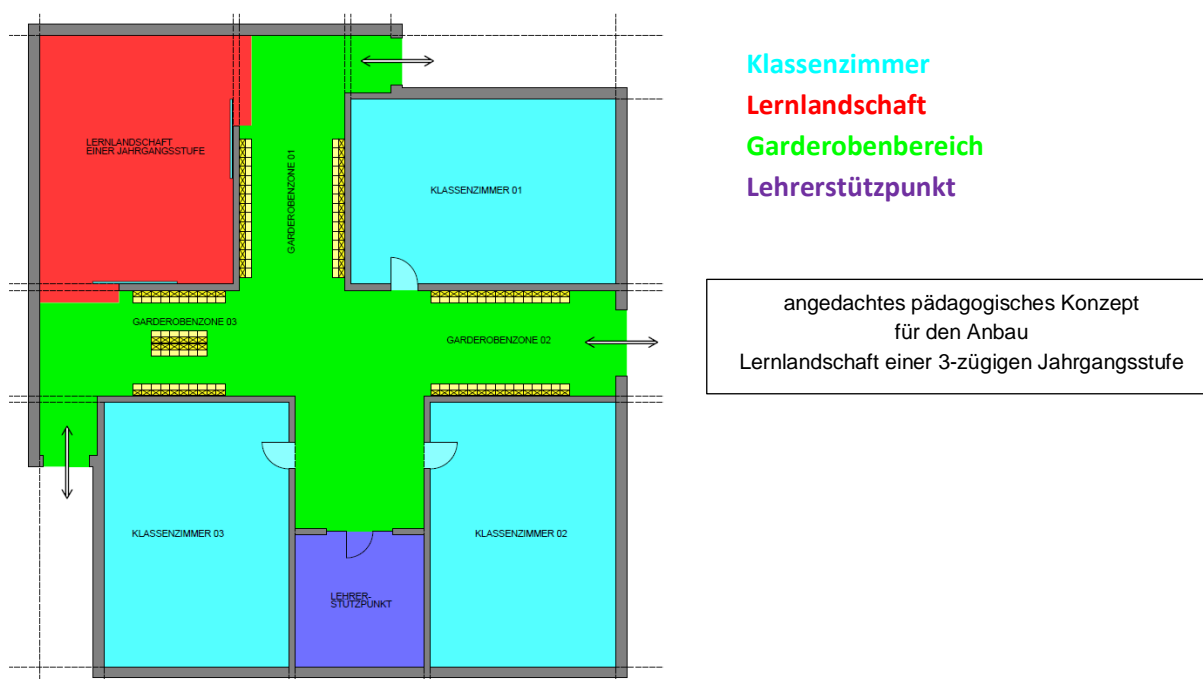 LERNLANDSCHAFT
EINER JAHRGANGSSTUFE
GARDEROBENZONE 01
KLASSENZIMMER 01
GARDEROBENZONE 03
GARDEROBENZONE 02
KLASSENZIMMER 03
KLASSENZIMMER 02
LEHRER-
STÜTZPUNKT
Klassenzimmer
Lernlandschaft
Garderobenbereich
Lehrerstützpunkt
angedachtes pädagogisches Konzept
für den Anbau
Lernlandschaft einer 3-zügigen Jahrgangsstufe